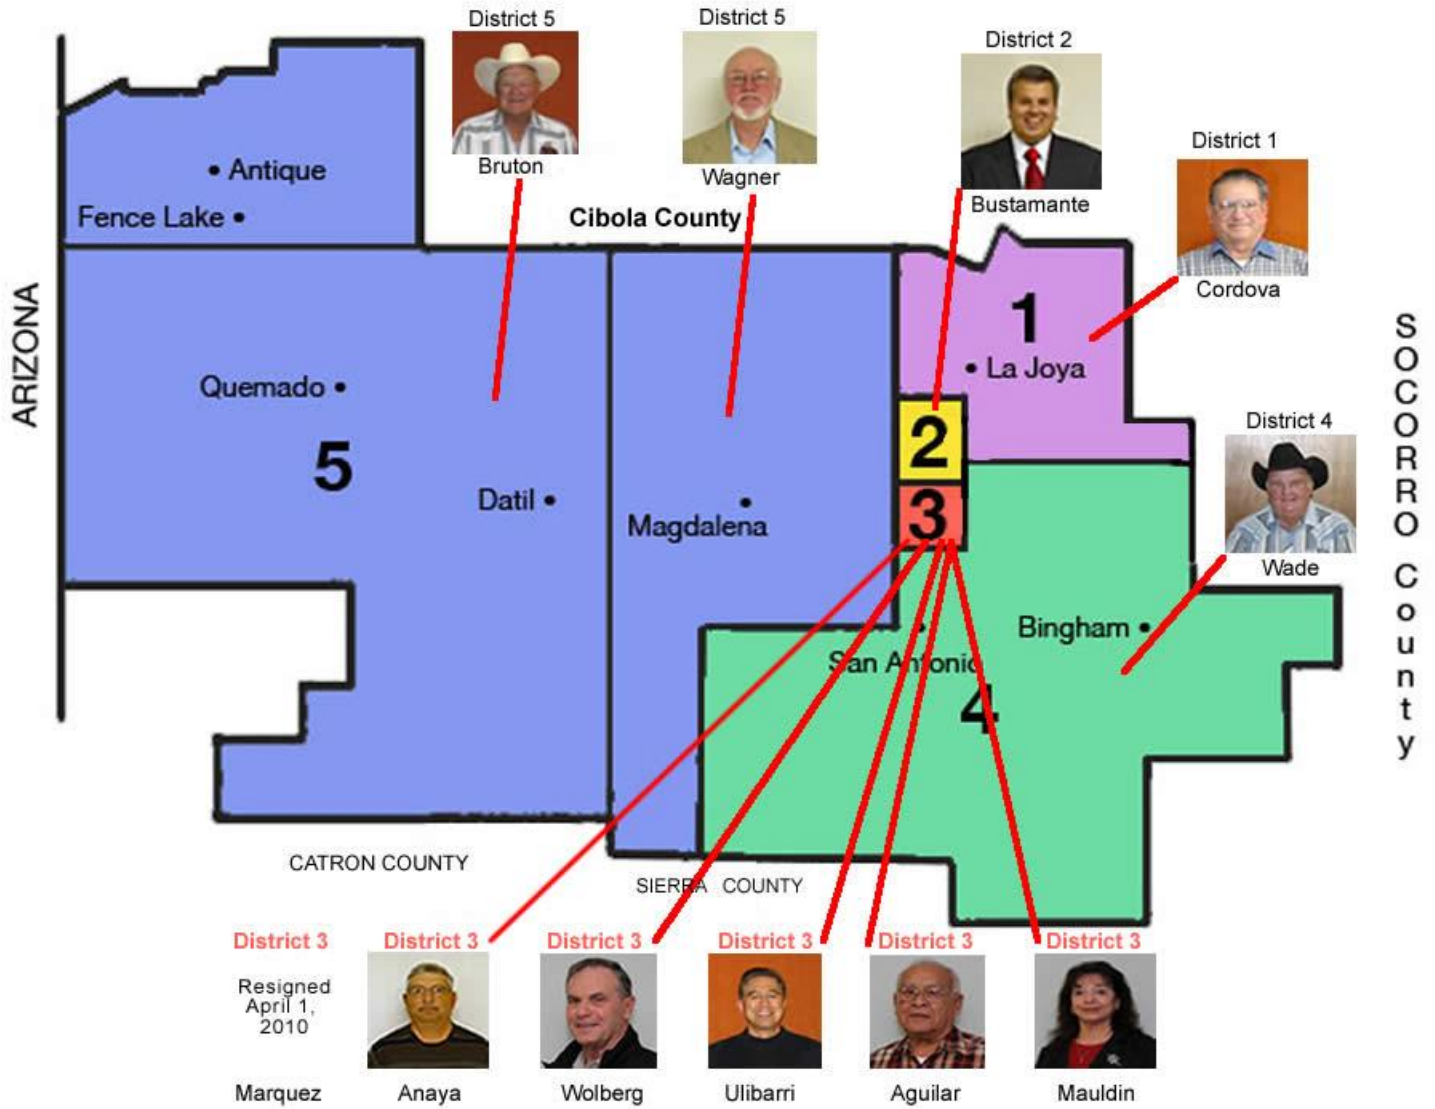 District 5
District 5
District 2
District 1
Bruton
Wagner
Bustamante
Cordova
Cibola County
Antique
Fence Lake
ARIZONA
Quemado
5
Datil
Magdalena
1
La Joya
2
3
SOCORRO County
District 4
Wade
Bingham
San Antonio
4
CATRON COUNTY
SIERRA COUNTY
District 3
District 3
District 3
District 3
District 3
District 3
Resigned
April 1,
2010
Marquez
Anaya
Wolberg
Ulibarri
Aguilar
Mauldin